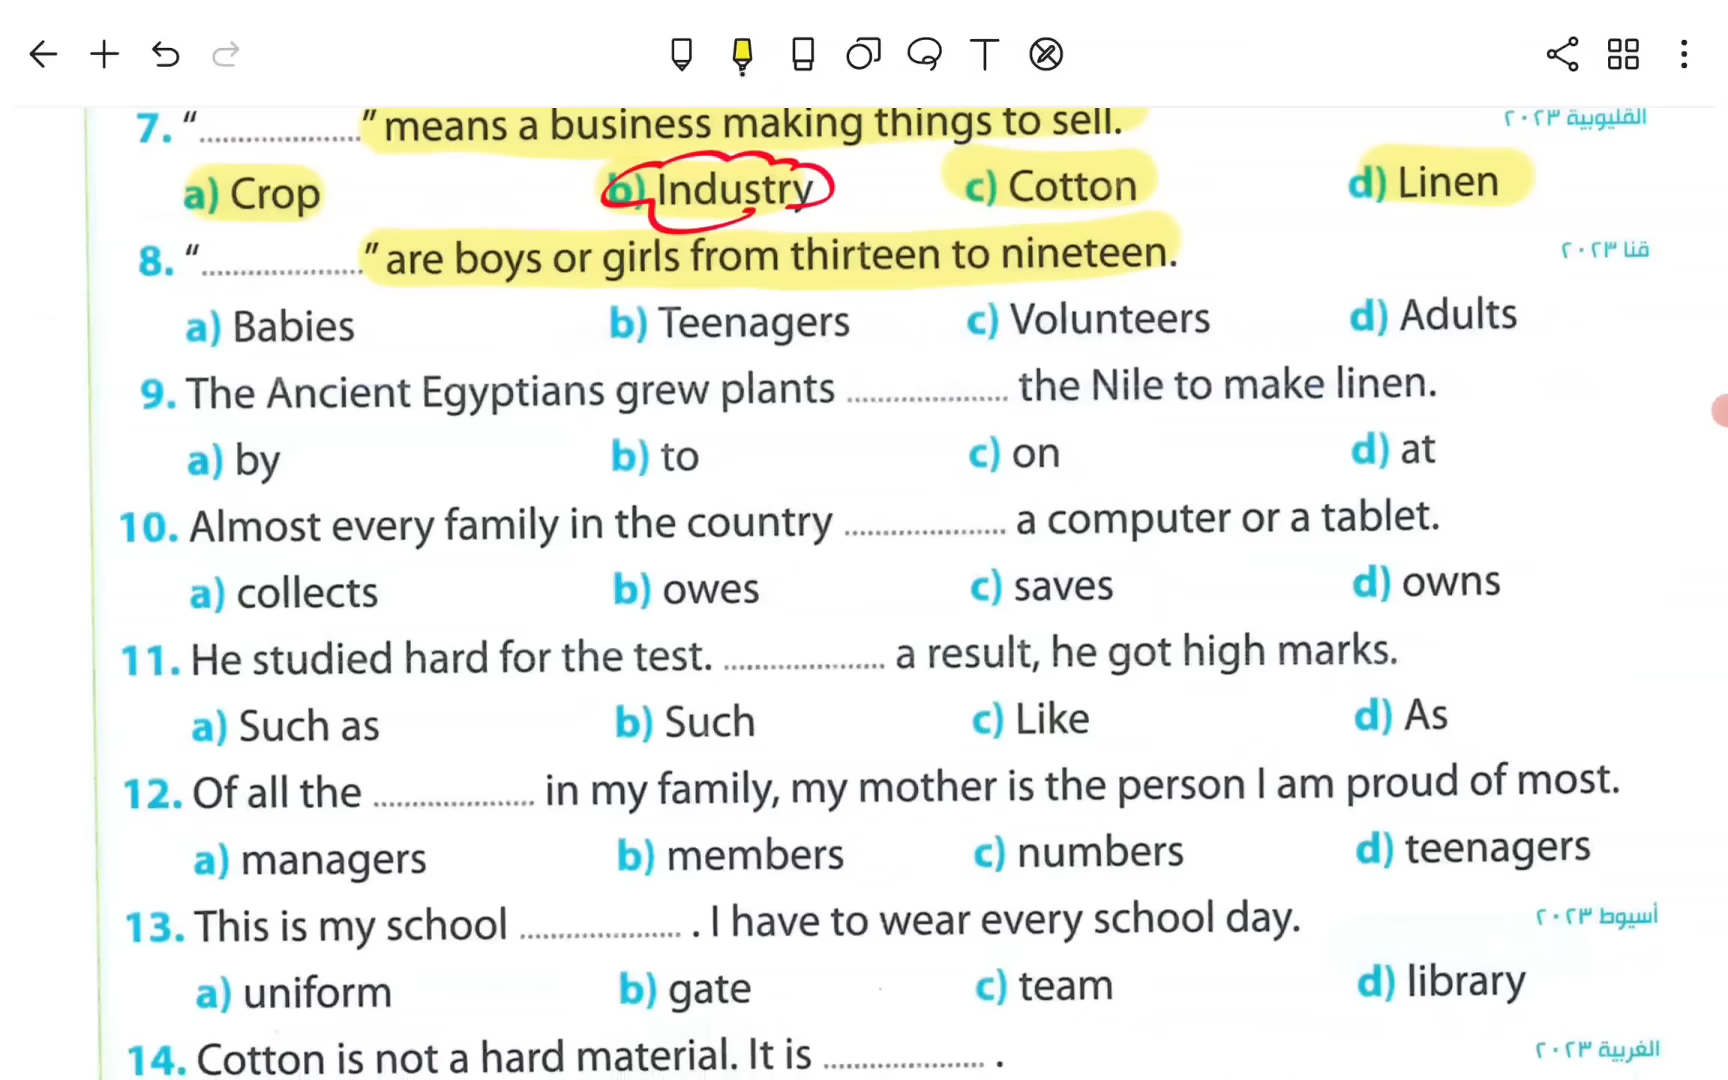 7. “ .................. ” means a business making things to sell. القليوبية ٢٠٢٣
a) Crop b) Industry c) Cotton d) Linen
8. “ .................. ” are boys or girls from thirteen to nineteen. قنا ٢٠٢٣
a) Babies b) Teenagers c) Volunteers d) Adults
9. The Ancient Egyptians grew plants .................. the Nile to make linen.
a) by b) to c) on d) at
10. Almost every family in the country .................. a computer or a tablet.
a) collects b) owes c) saves d) owns
11. He studied hard for the test. .................. a result, he got high marks.
a) Such as b) Such c) Like d) As
12. Of all the .................. in my family, my mother is the person I am proud of most.
a) managers b) members c) numbers d) teenagers
13. This is my school .................. . I have to wear every school day. أسيوط ٢٠٢٣
a) uniform b) gate c) team d) library
14. Cotton is not a hard material. It is .................. . الغربية ٢٠٢٣